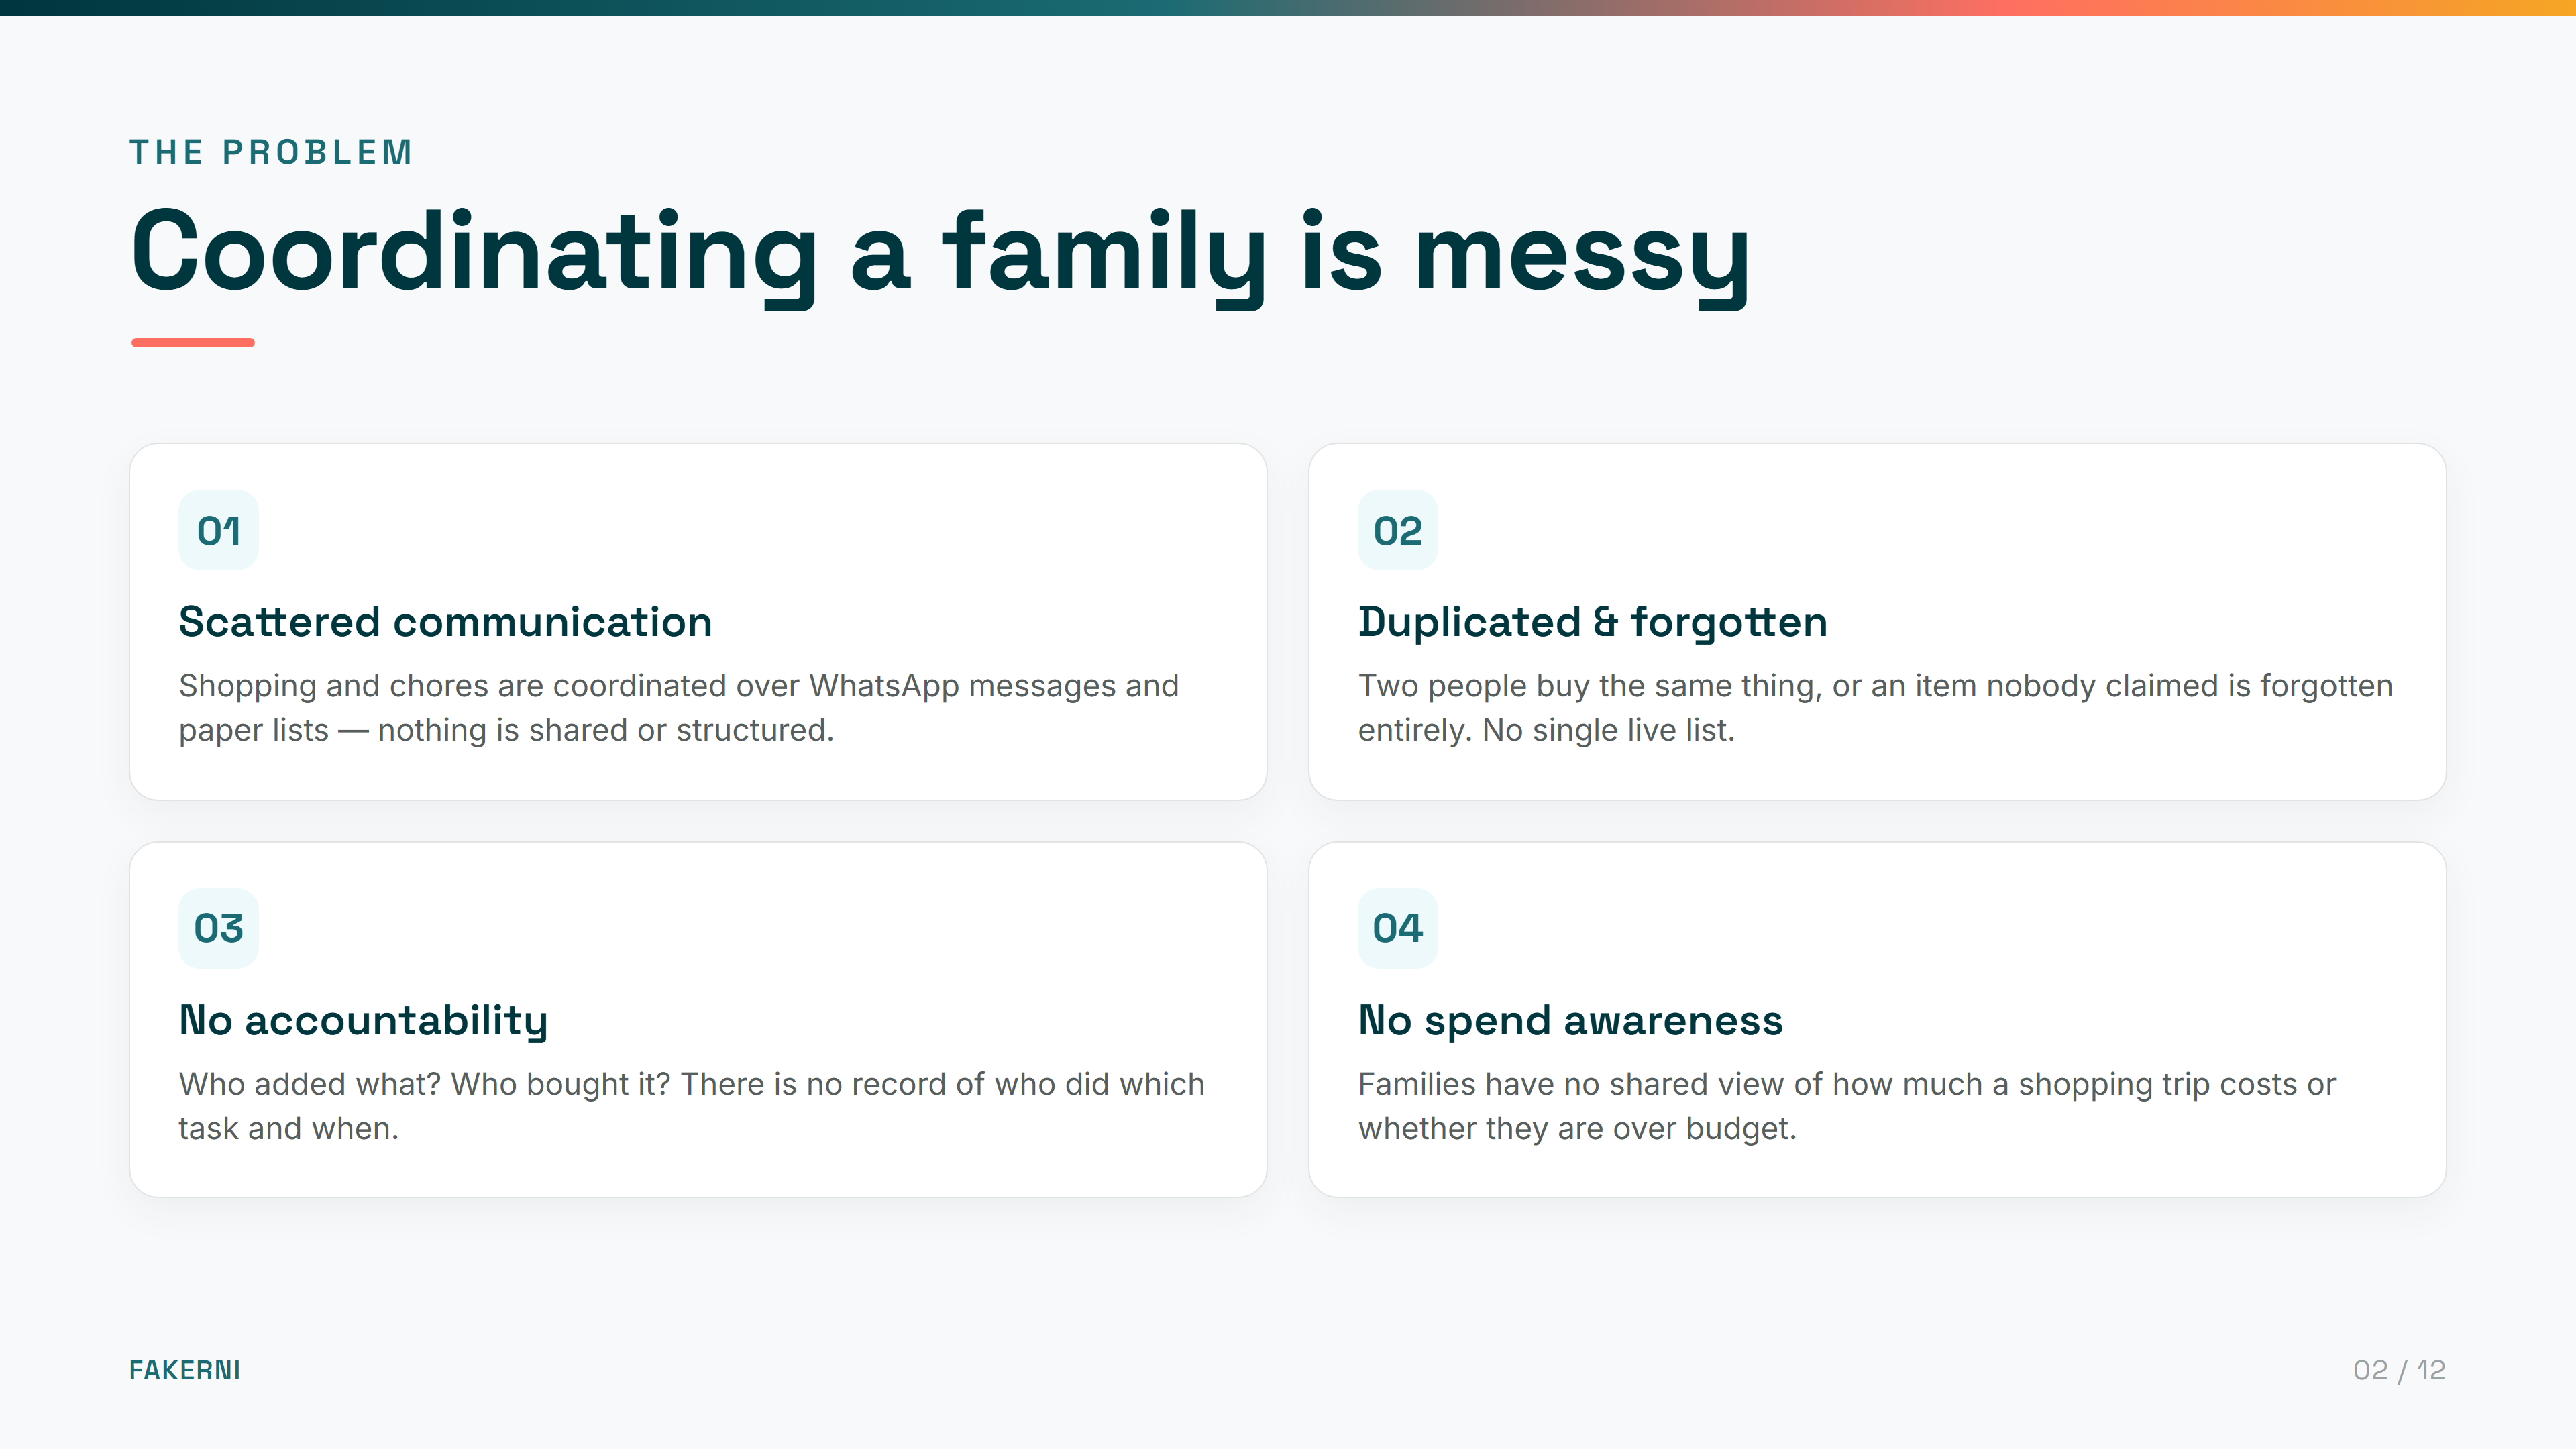 THE PROBLEM
Coordinating a family is messy
01
Scattered communication
Shopping and chores are coordinated over WhatsApp messages and
paper lists — nothing is shared or structured.
02
Duplicated & forgotten
Two people buy the same thing, or an item nobody claimed is forgotten
entirely. No single live list.
03
No accountability
Who added what? Who bought it? There is no record of who did which
task and when.
04
No spend awareness
Families have no shared view of how much a shopping trip costs or
whether they are over budget.
FAKERNI
02 / 12